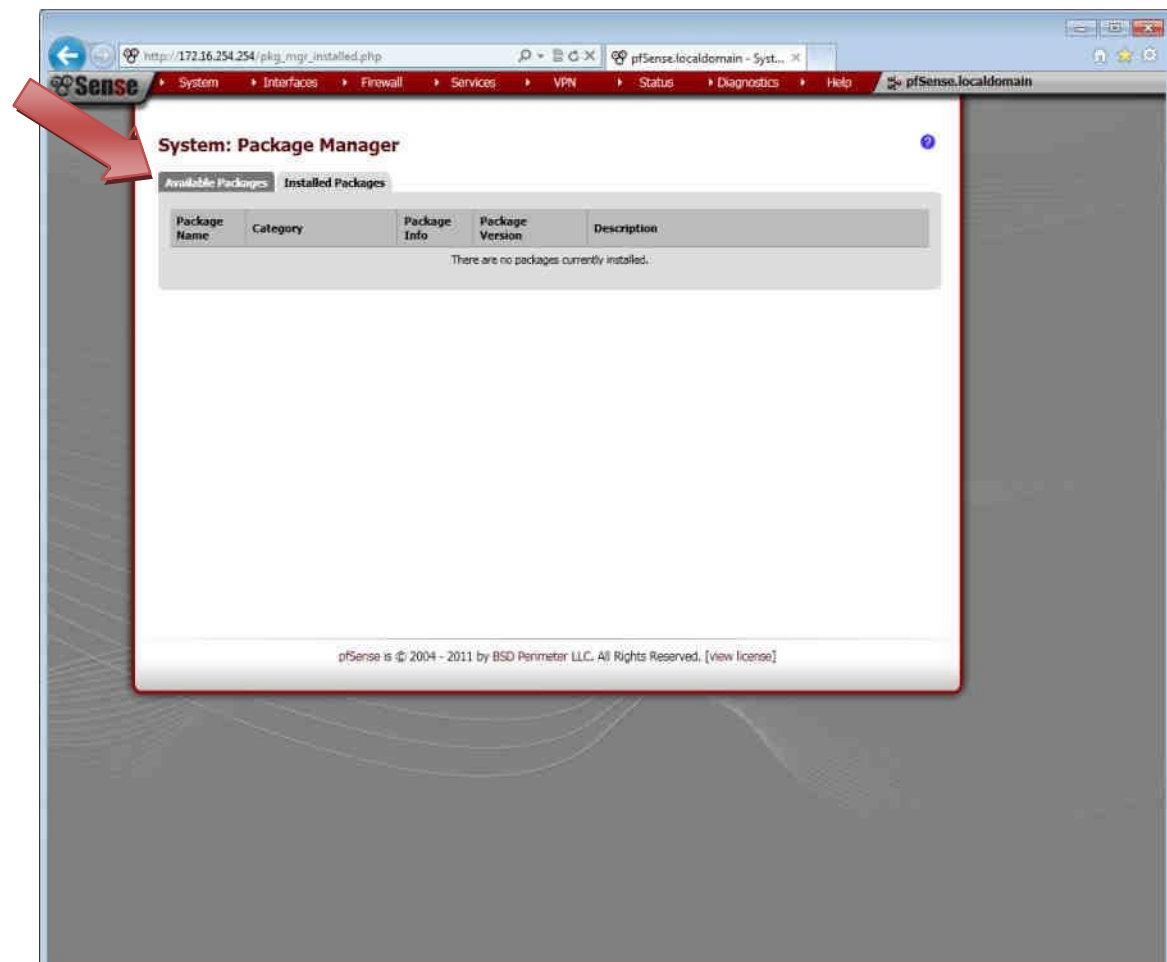 http://172.16.254.254/pkg_mgr_installed.php
pfSense.localdomain - Syst...
Sense
System
Interfaces
Firewall
Services
VPN
Status
Diagnostics
Help
pfSense.localdomain
System: Package Manager
Available Packages
Installed Packages
Package Name
Category
Package Info
Package Version
Description
There are no packages currently installed.
pfSense is © 2004 - 2011 by BSD Perimeter LLC. All Rights Reserved. [view license]